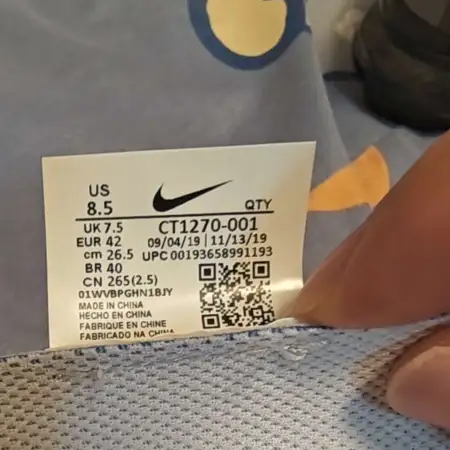 US
8.5
QTY
UK 7.5
CT1270-001
EUR 42
09/04/19 | 11/13/19
cm 26.5
UPC 00193658991193
BR 40
CN 265(2.5)
01WVBPGHN1BJY
MADE IN CHINA
HECHO EN CHINA
FABRIQUE EN CHINE
FABRICADO NA CHINA